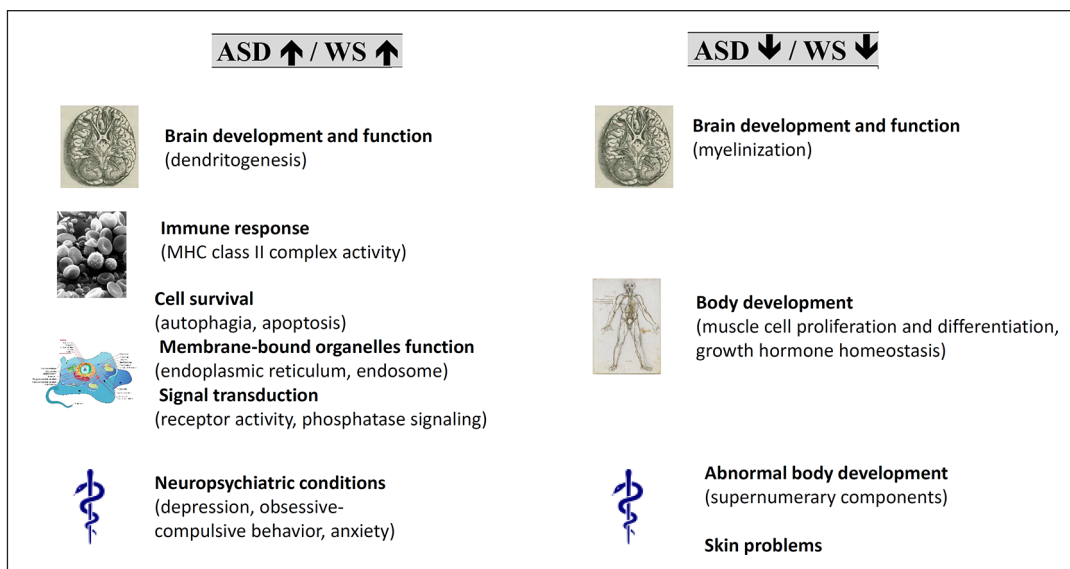 ASD ↑ / WS ↑
Brain development and function
(dendritogenesis)
Immune response
(MHC class II complex activity)
Cell survival
(autophagia, apoptosis)
Membrane-bound organelles function
(endoplasmic reticulum, endosome)
Signal transduction
(receptor activity, phosphatase signaling)
Neuropsychiatric conditions
(depression, obsessive-
compulsive behavior, anxiety)
ASD ↓ / WS ↓
Brain development and function
(myelinization)
Body development
(muscle cell proliferation and differentiation,
growth hormone homeostasis)
Abnormal body development
(supernumerary components)
Skin problems